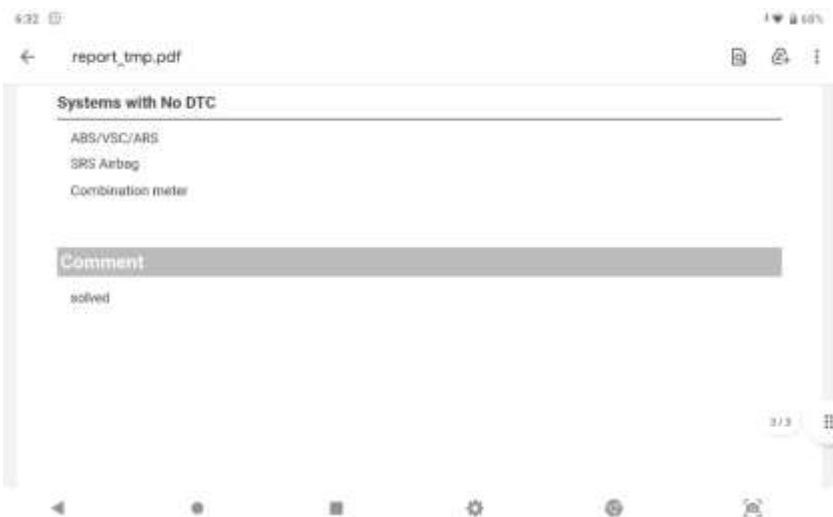 6:32
68%
report_tmp.pdf
Systems with No DTC
ABS/VSC/ARS
SRS Airbag
Combination meter
Comment
solved
3/3